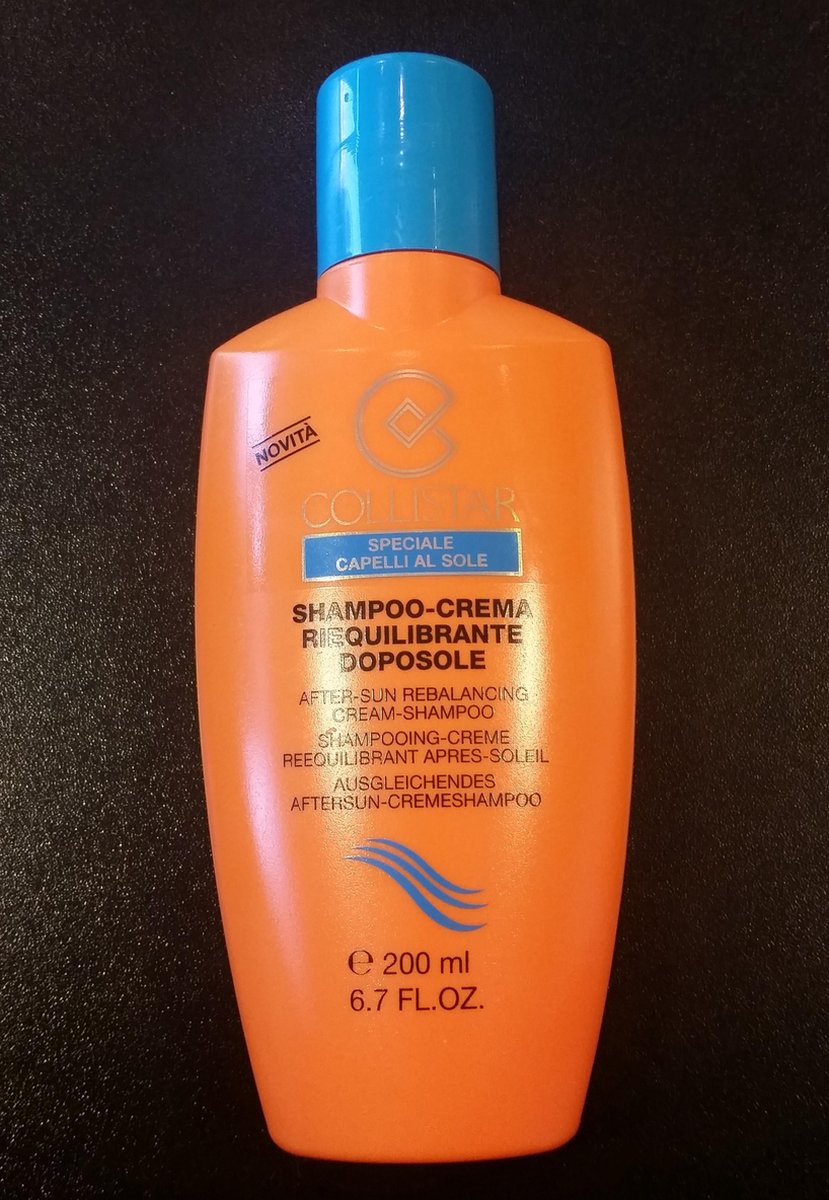 NOVITÀ
COLLISTAR
SPECIALE
CAPELLI AL SOLE
SHAMPOO-CREMA
RIEQUILIBRANTE
DOPOSOLE
AFTER-SUN REBALANCING
CREAM-SHAMPOO
SHAMPOOING-CREME
REEQUILIBRANT APRES-SOLEIL
AUSGLEICHENDES
AFTERSUN-CREMESHAMPOO
℮ 200 ml
6.7 FL.OZ.